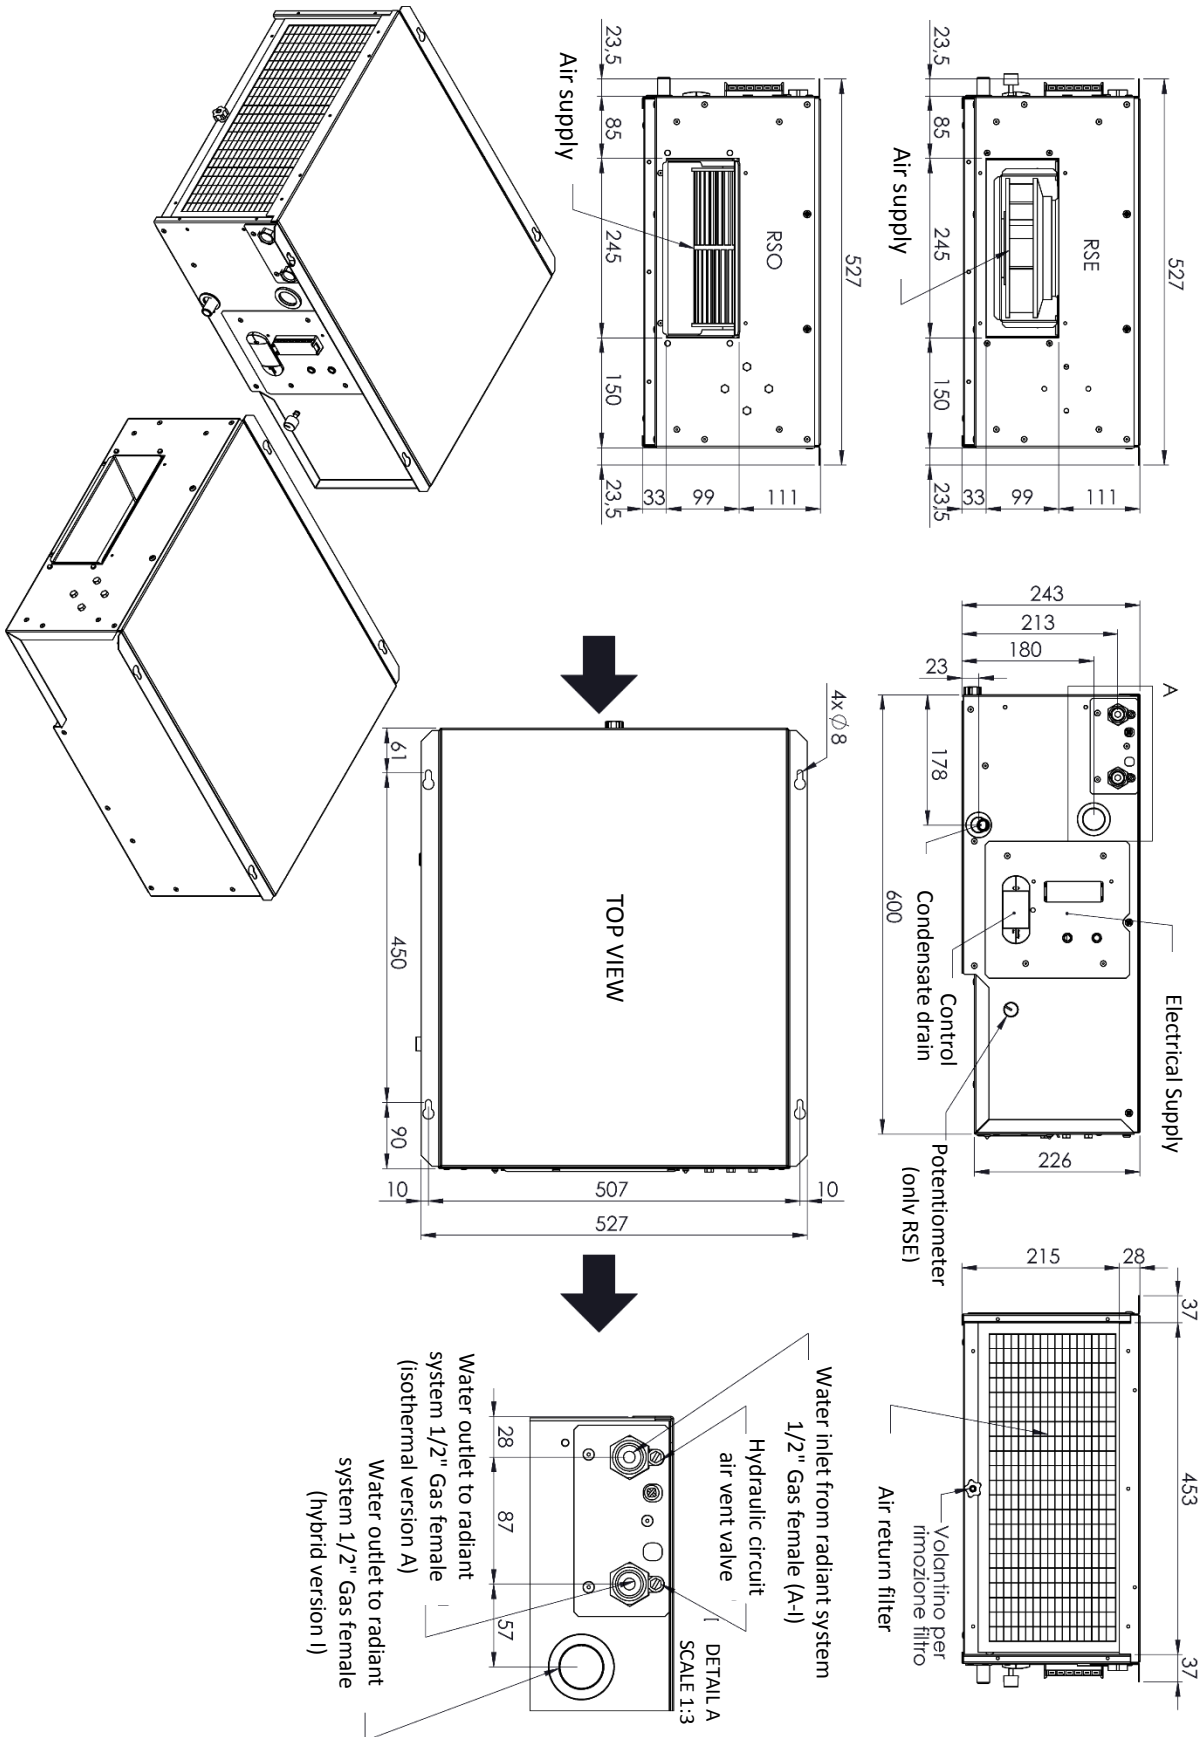 527
RSE
Air supply
23,5
85
245
150
23,5
33
99
111
243
213
180
23
A
178
600
226
Electrical Supply
Control
Condensate drain
Potentiometer
(only RSE)
37
453
37
215
28
Air return filter
Volantino per
rimozione filtro
527
RSO
Air supply
23,5
85
245
150
23,5
33
99
111
4x Ø8
TOP VIEW
61
450
90
10
507
10
527
Water inlet from radiant system
1/2" Gas female (A-I)
Hydraulic circuit
air vent valve
DETAIL A
SCALE 1:3
28
87
57
Water outlet to radiant
system 1/2" Gas female
(isothermal version A)
Water outlet to radiant
system 1/2" Gas female
(hybrid version I)